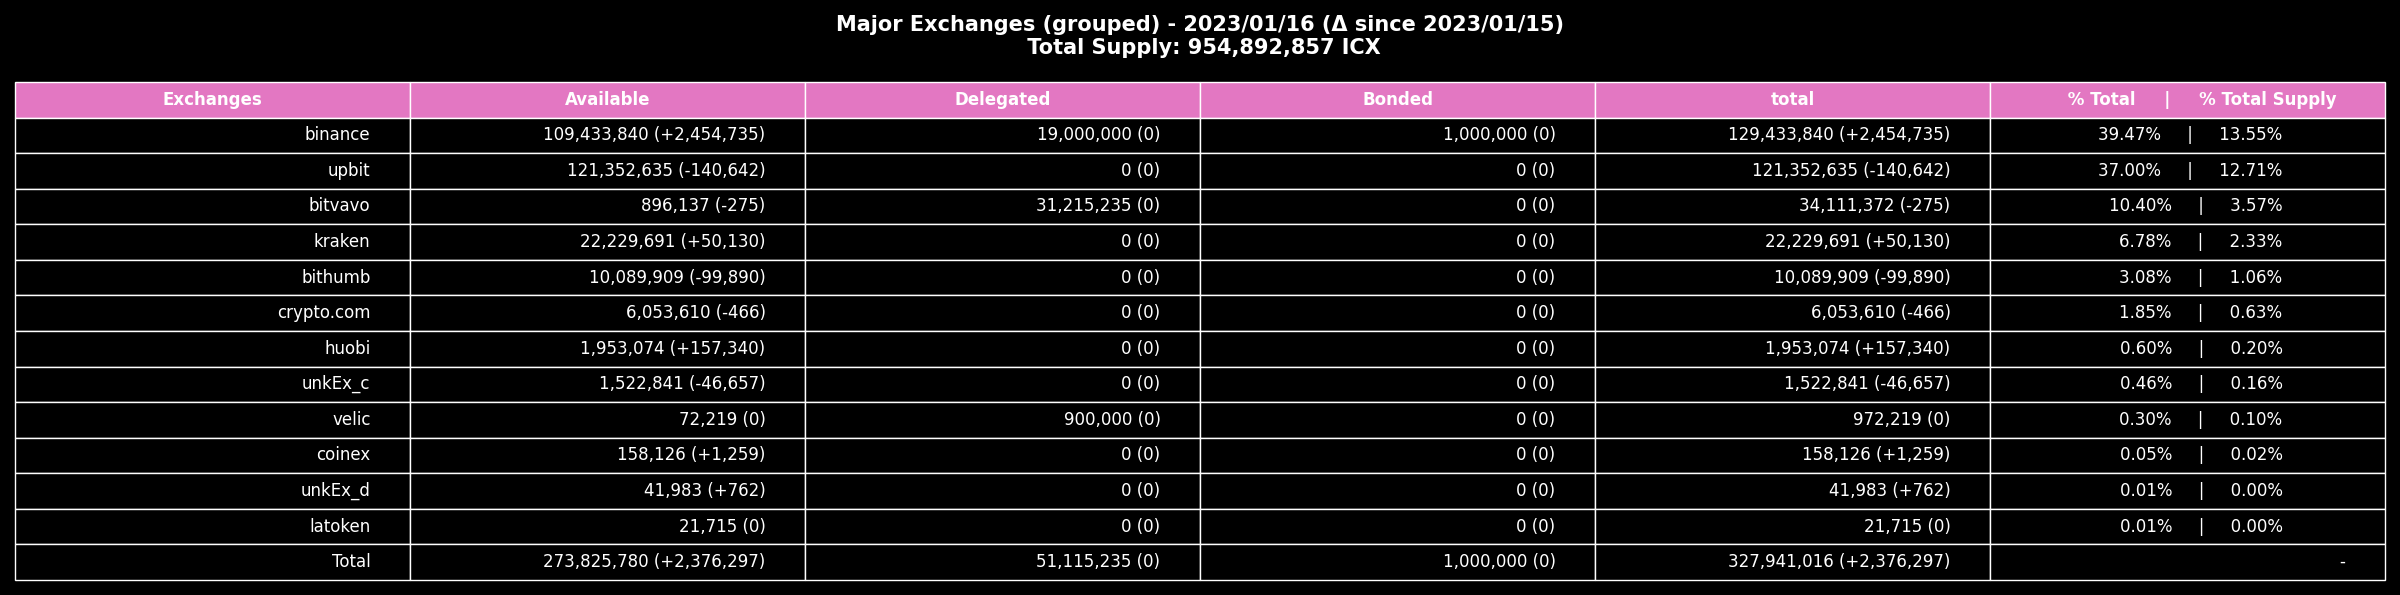 Major Exchanges (grouped) - 2023/01/16 (Δ since 2023/01/15)
Total Supply: 954,892,857 ICX
Exchanges Available Delegated Bonded total % Total | % Total Supply
binance 109,433,840 (+2,454,735) 19,000,000 (0) 1,000,000 (0) 129,433,840 (+2,454,735) 39.47% | 13.55%
upbit 121,352,635 (-140,642) 0 (0) 0 (0) 121,352,635 (-140,642) 37.00% | 12.71%
bitvavo 896,137 (-275) 31,215,235 (0) 0 (0) 34,111,372 (-275) 10.40% | 3.57%
kraken 22,229,691 (+50,130) 0 (0) 0 (0) 22,229,691 (+50,130) 6.78% | 2.33%
bithumb 10,089,909 (-99,890) 0 (0) 0 (0) 10,089,909 (-99,890) 3.08% | 1.06%
crypto.com 6,053,610 (-466) 0 (0) 0 (0) 6,053,610 (-466) 1.85% | 0.63%
huobi 1,953,074 (+157,340) 0 (0) 0 (0) 1,953,074 (+157,340) 0.60% | 0.20%
unkEx_c 1,522,841 (-46,657) 0 (0) 0 (0) 1,522,841 (-46,657) 0.46% | 0.16%
velic 72,219 (0) 900,000 (0) 0 (0) 972,219 (0) 0.30% | 0.10%
coinex 158,126 (+1,259) 0 (0) 0 (0) 158,126 (+1,259) 0.05% | 0.02%
unkEx_d 41,983 (+762) 0 (0) 0 (0) 41,983 (+762) 0.01% | 0.00%
latoken 21,715 (0) 0 (0) 0 (0) 21,715 (0) 0.01% | 0.00%
Total 273,825,780 (+2,376,297) 51,115,235 (0) 1,000,000 (0) 327,941,016 (+2,376,297) -